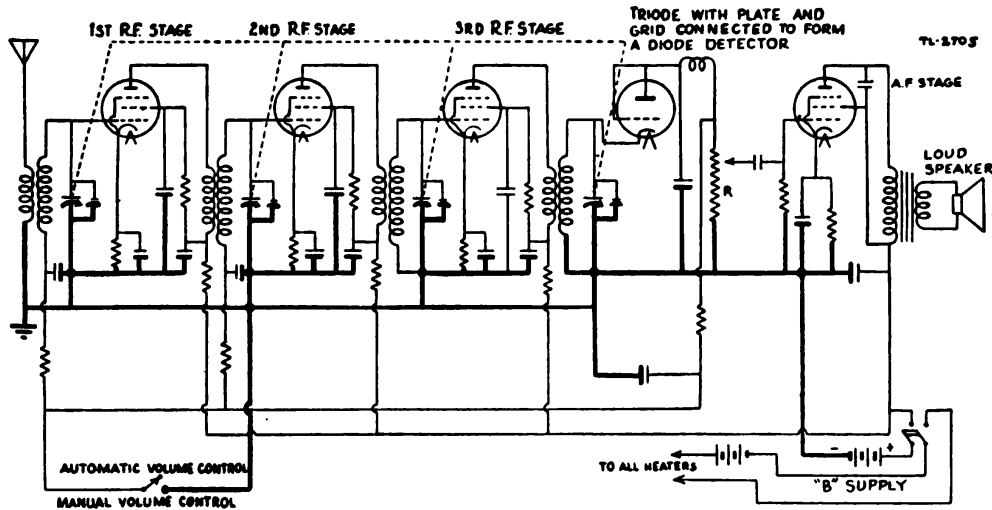 1ST R.F. STAGE
2ND R.F. STAGE
3RD R.F. STAGE
TRIODE WITH PLATE AND
GRID CONNECTED TO FORM
A DIODE DETECTOR
TL-2705
A.F STAGE
LOUD
SPEAKER
R
AUTOMATIC VOLUME CONTROL
MANUAL VOLUME CONTROL
TO ALL HEATERS
- +
"B" SUPPLY